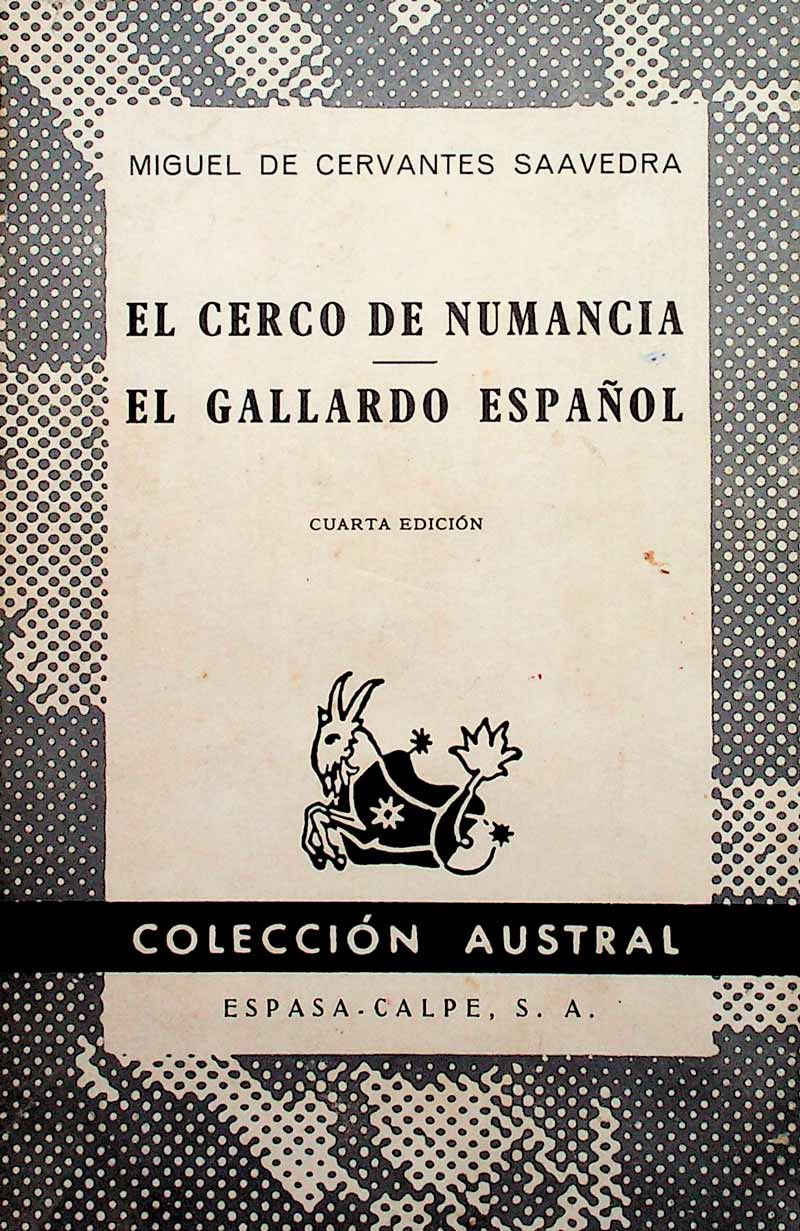 MIGUEL DE CERVANTES SAAVEDRA
EL CERCO DE NUMANCIA
EL GALLARDO ESPAÑOL
CUARTA EDICIÓN
COLECCIÓN AUSTRAL
ESPASA-CALPE, S. A.